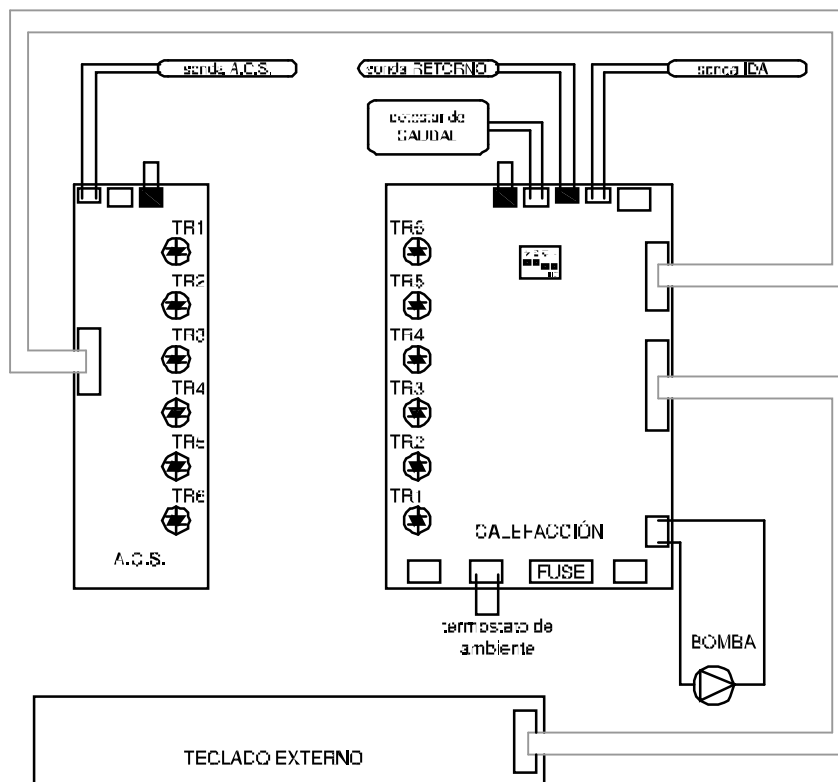 sonda A.C.S.
sonda RETORNO
sonda IDA
detector de
CAUDAL
TR1
TR2
TR3
TR4
TR5
TR6
A.C.S.
TR6
TR5
TR4
TR3
TR2
TR1
CALEFACCIÓN
FUSE
termostato de
ambiente
BOMBA
TECLADO EXTERNO